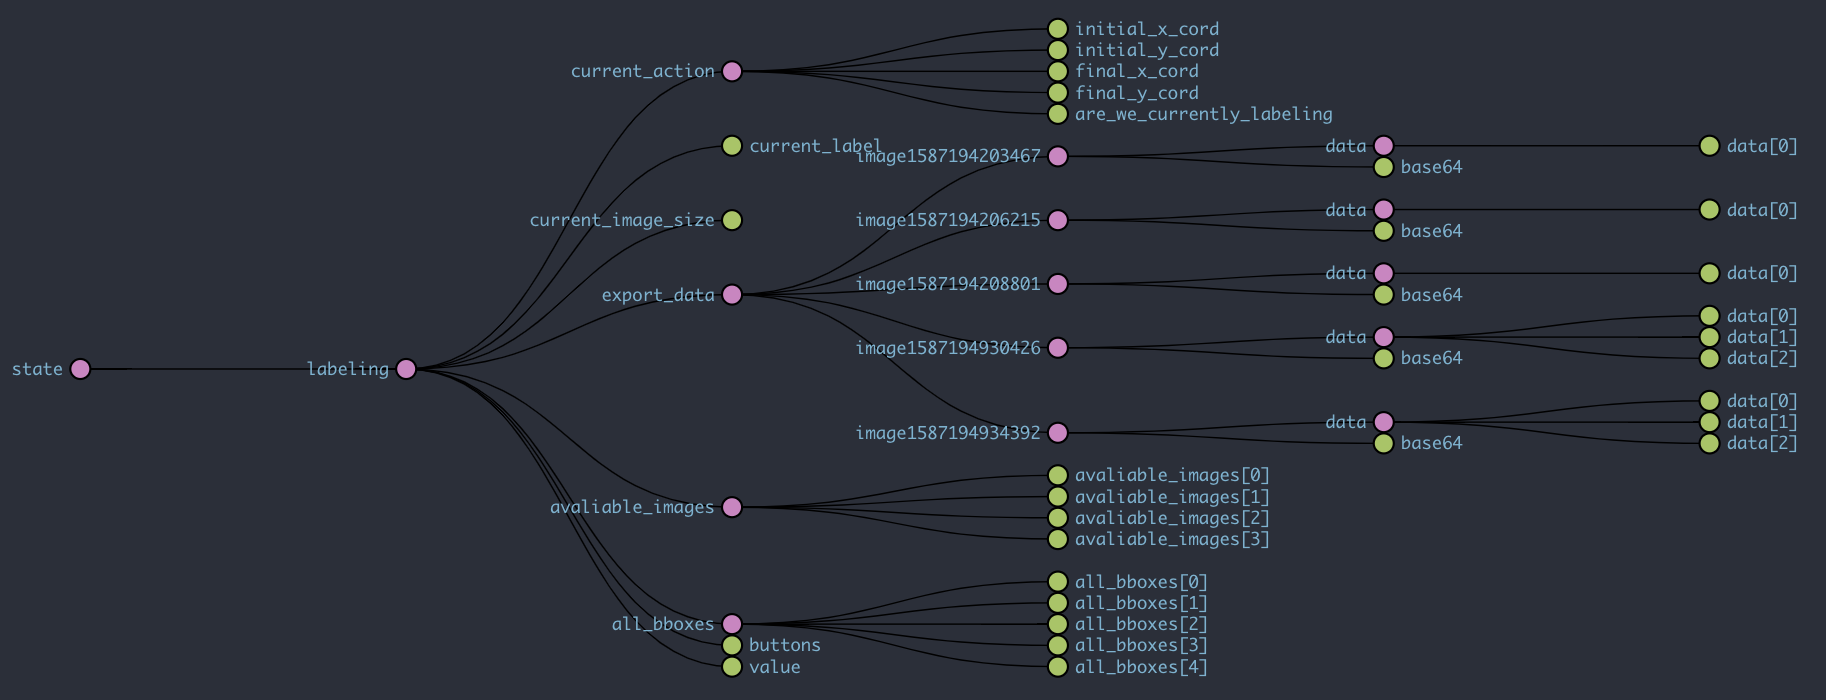 initial_x_cord
initial_y_cord
current_action
final_x_cord
final_y_cord
are_we_currently_labeling
current_label
image1587194203467
data
data[0]
base64
current_image_size
image1587194206215
data
data[0]
base64
export_data
image1587194208801
data
data[0]
base64
image1587194930426
data
data[0]
data[1]
data[2]
base64
state
labeling
image1587194934392
data
data[0]
data[1]
data[2]
base64
avaliable_images
avaliable_images[0]
avaliable_images[1]
avaliable_images[2]
avaliable_images[3]
all_bboxes
all_bboxes[0]
all_bboxes[1]
all_bboxes[2]
all_bboxes[3]
all_bboxes[4]
buttons
value